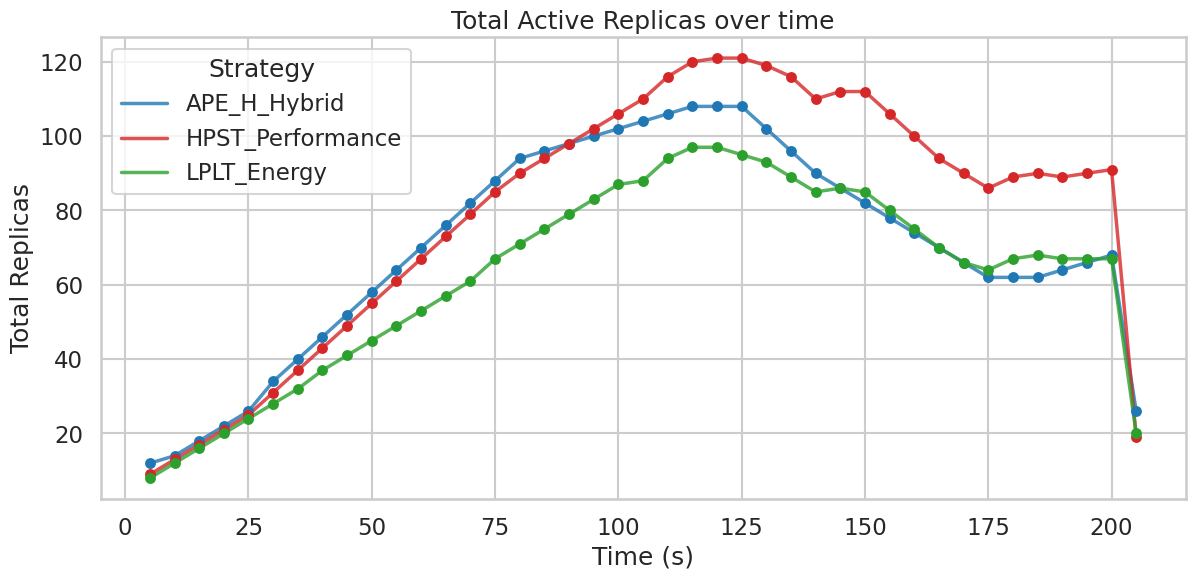 Total Active Replicas over time
Strategy
APE_H_Hybrid
HPST_Performance
LPLT_Energy
Total Replicas
120
100
80
60
40
20
0 25 50 75 100 125 150 175 200
Time (s)